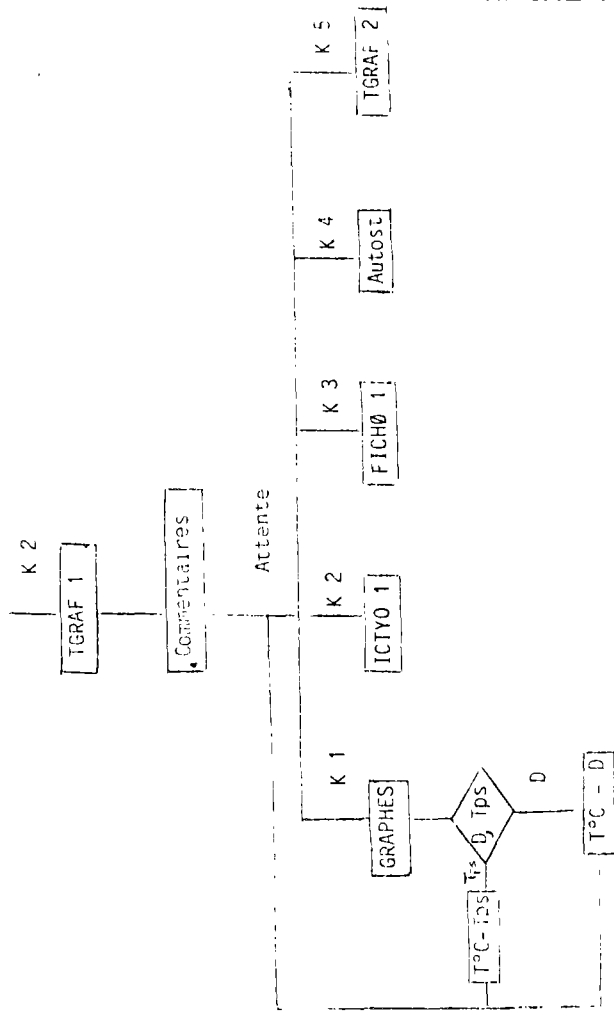 K 2
TGRAF 1
Commentaires
Attente
K 1
K 2
K 3
K 4
K 5
GRAPHES
ICTYO 1
FICHØ 1
Autost
TGRAF 2
D, Tps
Tps
D
T°C-Tps
T°C - D